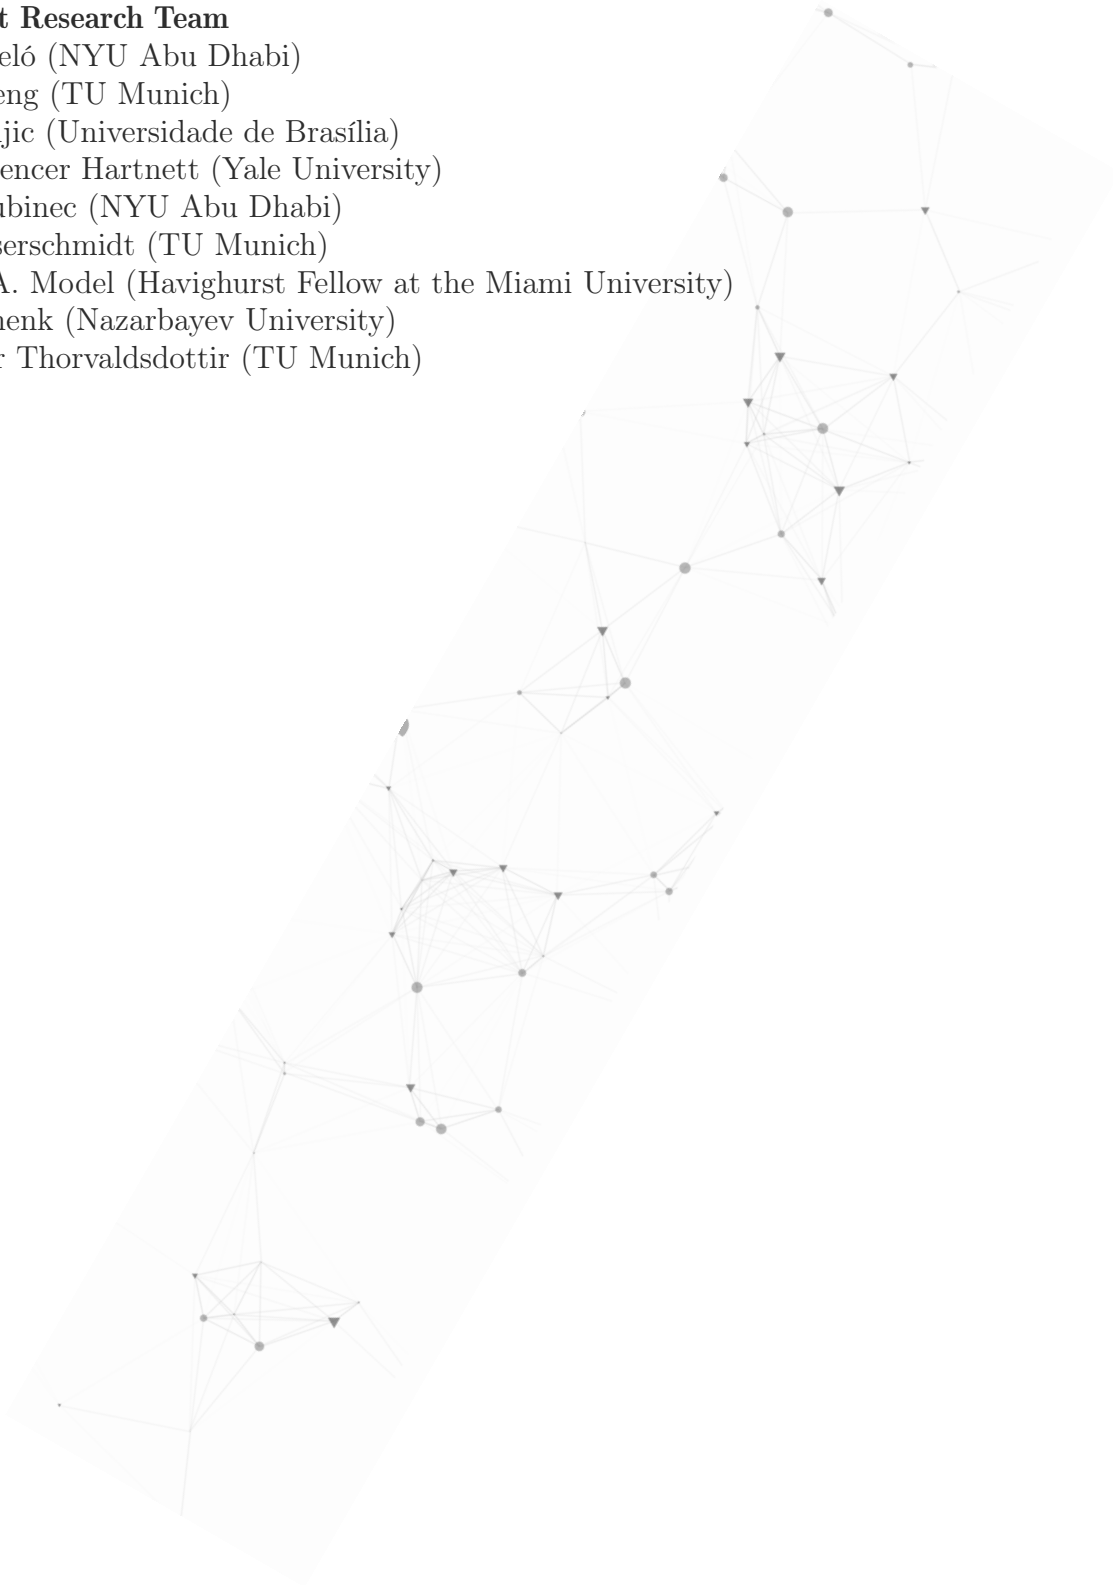 t Research Team
eló (NYU Abu Dhabi)
eng (TU Munich)
jic (Universidade de Brasília)
encer Hartnett (Yale University)
ubinec (NYU Abu Dhabi)
serschmidt (TU Munich)
A. Model (Havighurst Fellow at the Miami University)
henk (Nazarbayev University)
r Thorvaldsdottir (TU Munich)